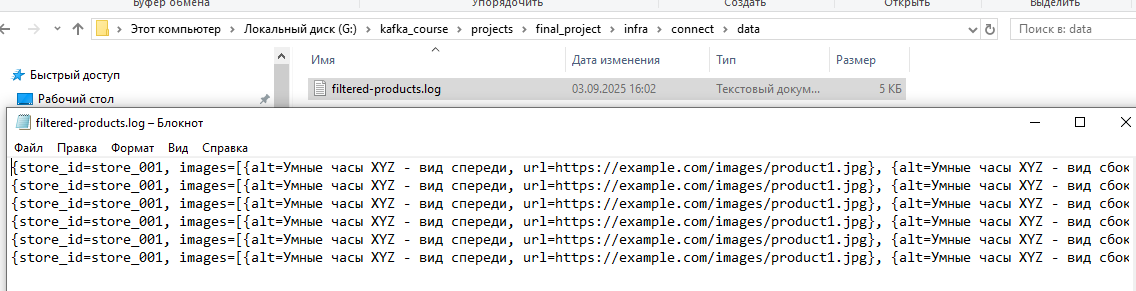 Буфер обмена Упорядочить Создать Открыть Выделить
Этот компьютер Локальный диск (G:) kafka_course projects final_project infra connect data Поиск в: data
Быстрый доступ
Рабочий стол
Имя Дата изменения Тип Размер
filtered-products.log 03.09.2025 16:02 Текстовый докум... 5 КБ
filtered-products.log – Блокнот
Файл Правка Формат Вид Справка
{store_id=store_001, images=[{alt=Умные часы XYZ - вид спереди, url=https://example.com/images/product1.jpg}, {alt=Умные часы XYZ - вид сбок
{store_id=store_001, images=[{alt=Умные часы XYZ - вид спереди, url=https://example.com/images/product1.jpg}, {alt=Умные часы XYZ - вид сбок
{store_id=store_001, images=[{alt=Умные часы XYZ - вид спереди, url=https://example.com/images/product1.jpg}, {alt=Умные часы XYZ - вид сбок
{store_id=store_001, images=[{alt=Умные часы XYZ - вид спереди, url=https://example.com/images/product1.jpg}, {alt=Умные часы XYZ - вид сбок
{store_id=store_001, images=[{alt=Умные часы XYZ - вид спереди, url=https://example.com/images/product1.jpg}, {alt=Умные часы XYZ - вид сбок
{store_id=store_001, images=[{alt=Умные часы XYZ - вид спереди, url=https://example.com/images/product1.jpg}, {alt=Умные часы XYZ - вид сбок